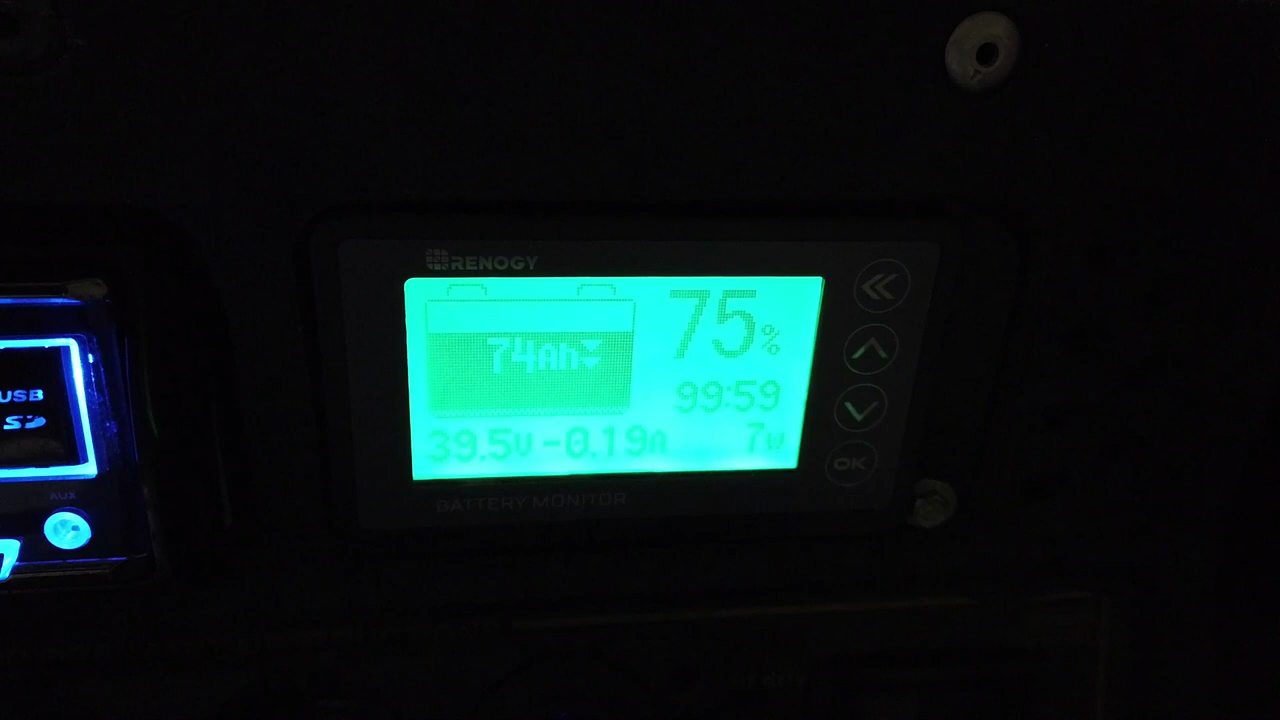 RENOGY
75%
74Ah
99:59
39.5V -0.19A 7W
BATTERY MONITOR
OK
USB
SD
AUX